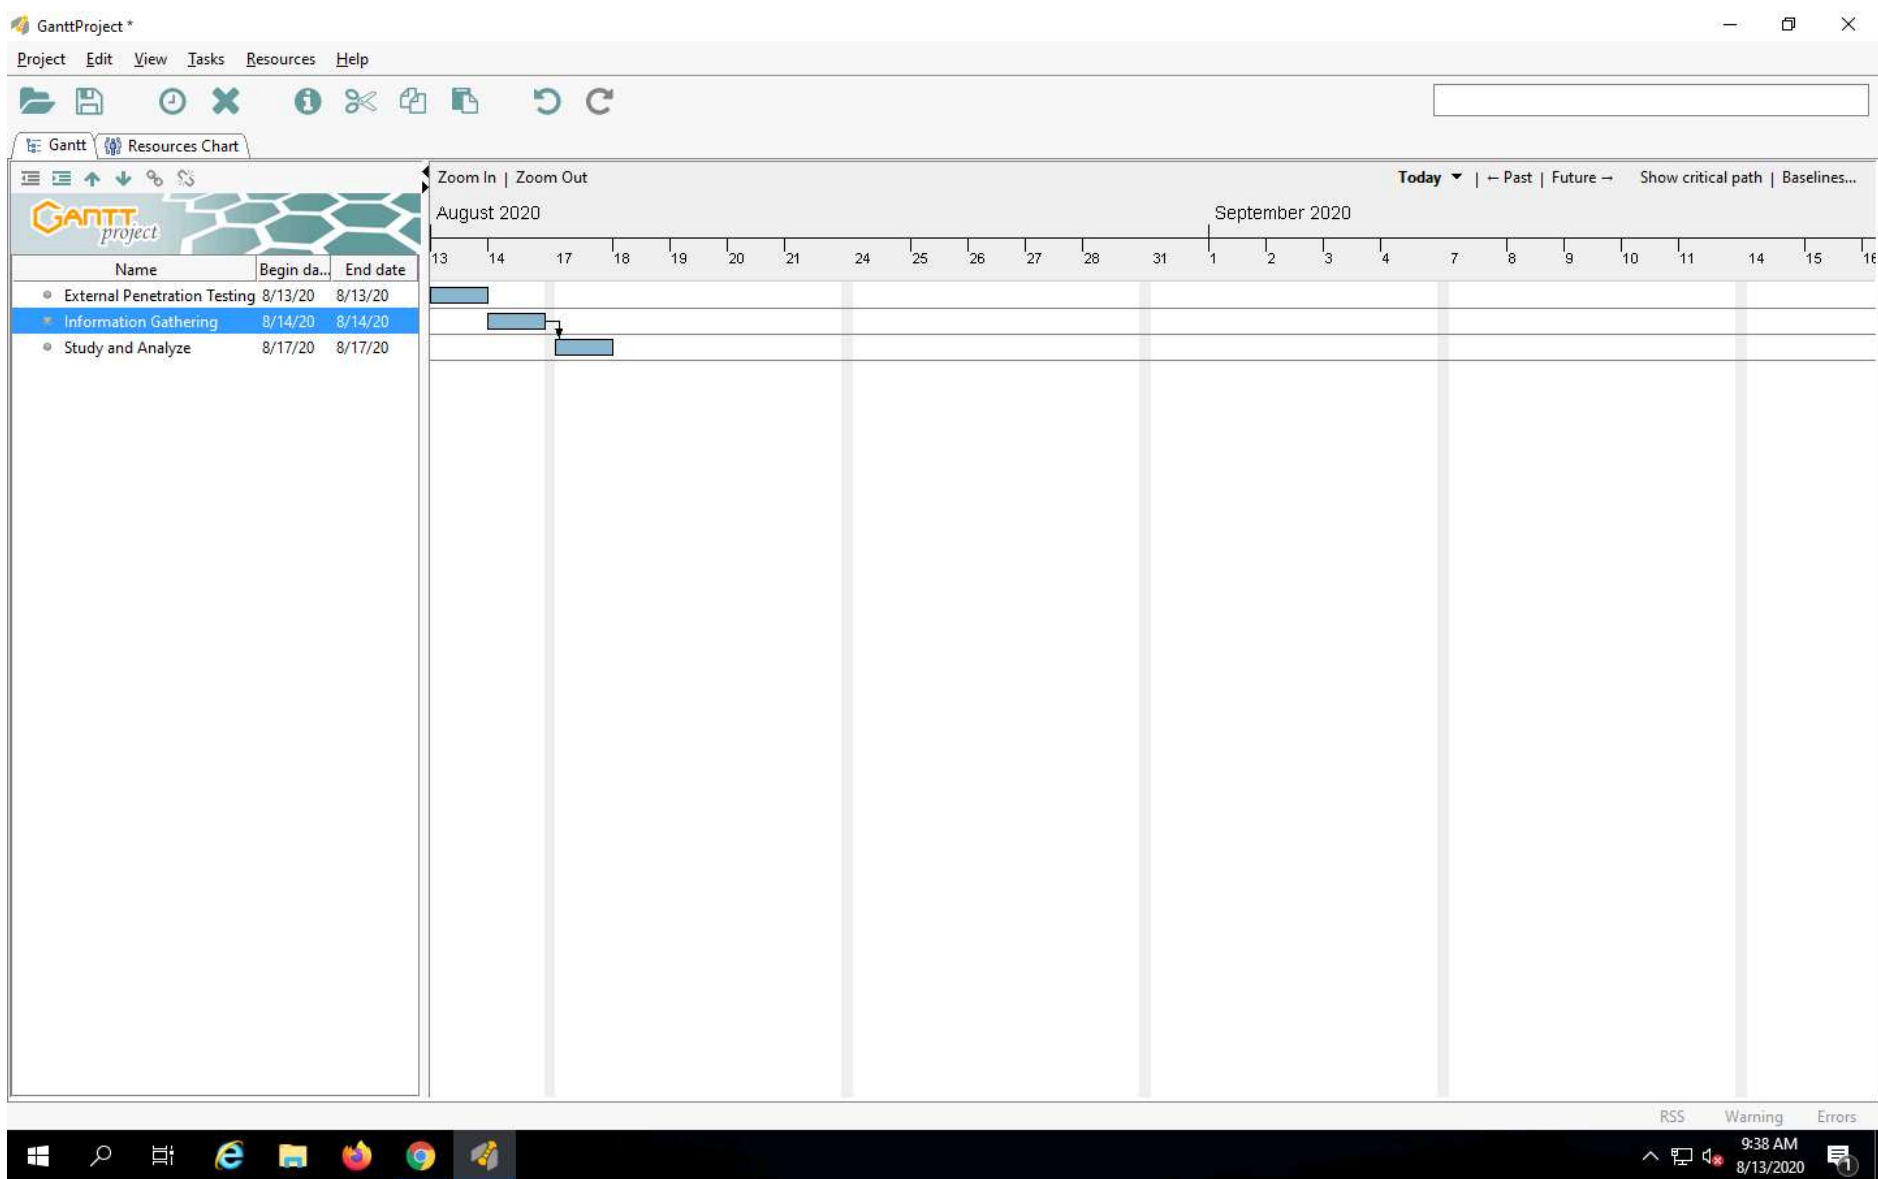 GanttProject *
Project Edit View Tasks Resources Help
Gantt Resources Chart
Zoom In | Zoom Out Today | ← Past | Future → Show critical path | Baselines...
GANTT project
August 2020 September 2020
13 14 17 18 19 20 21 24 25 26 27 28 31 1 2 3 4 7 8 9 10 11 14 15 16
Name Begin da... End date
External Penetration Testing 8/13/20 8/13/20
Information Gathering 8/14/20 8/14/20
Study and Analyze 8/17/20 8/17/20
RSS Warning Errors
9:38 AM
8/13/2020
1